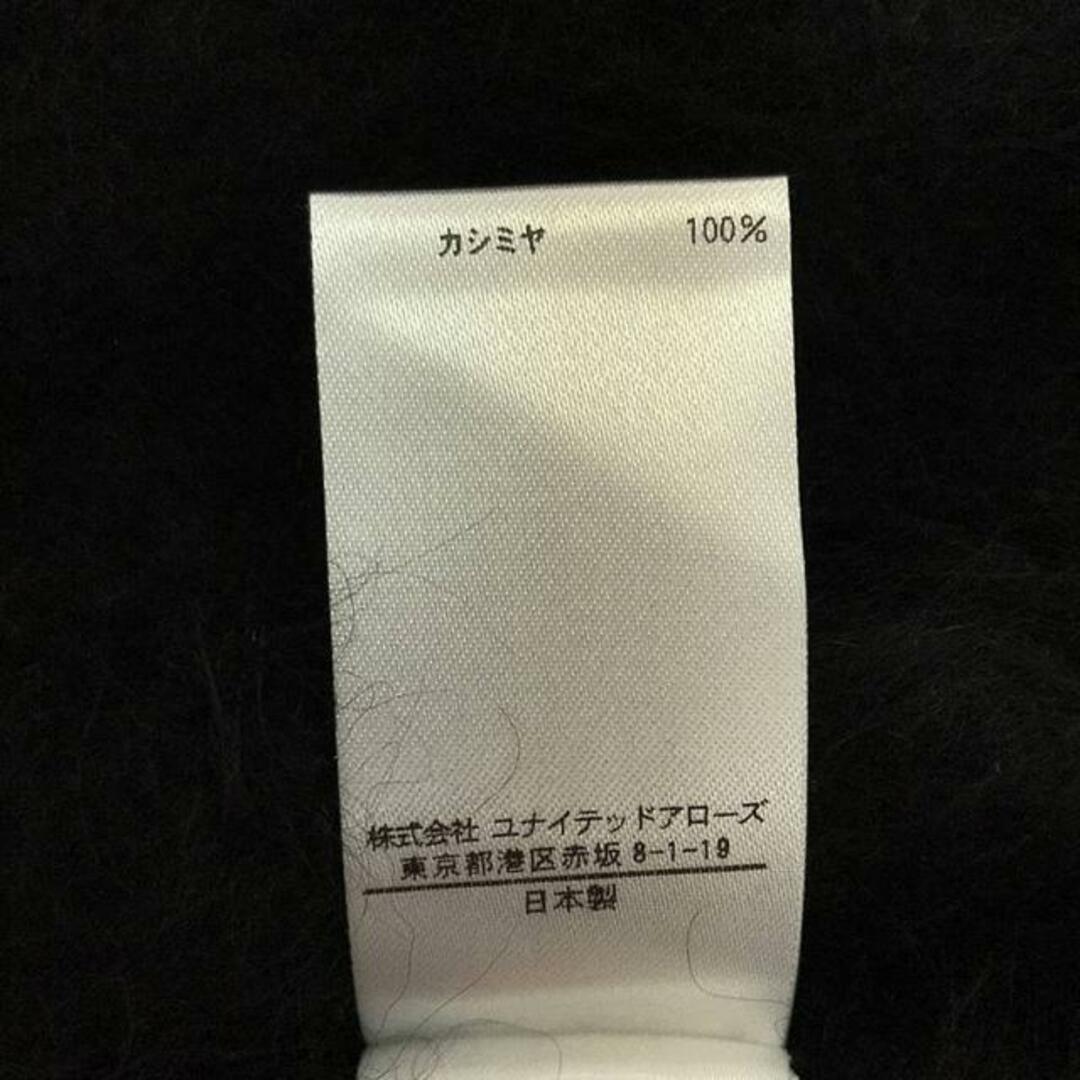 カシミヤ 100%
株式会社 ユナイテッドアローズ
東京都港区赤坂 8-1-19
日本製